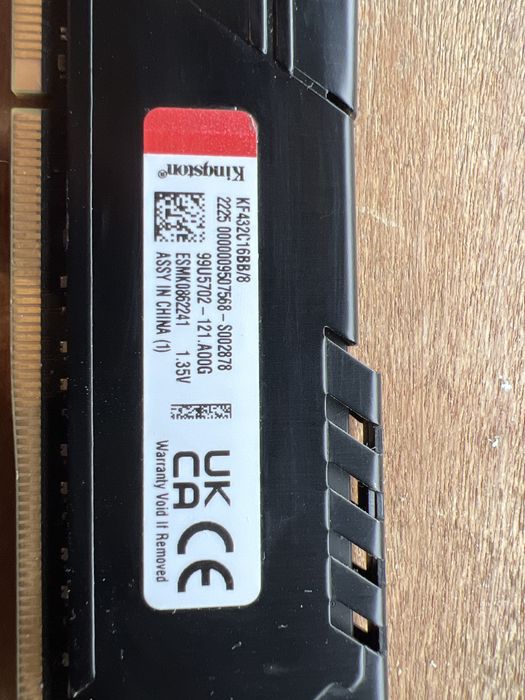 Kingston®
KF432C16BB/8
2225 0000009507568-S002878
99U5702-121.A00G
ESMK0862241 1.35V
ASSY IN CHINA (1)
UK
CA
CE
Warranty Void If Removed